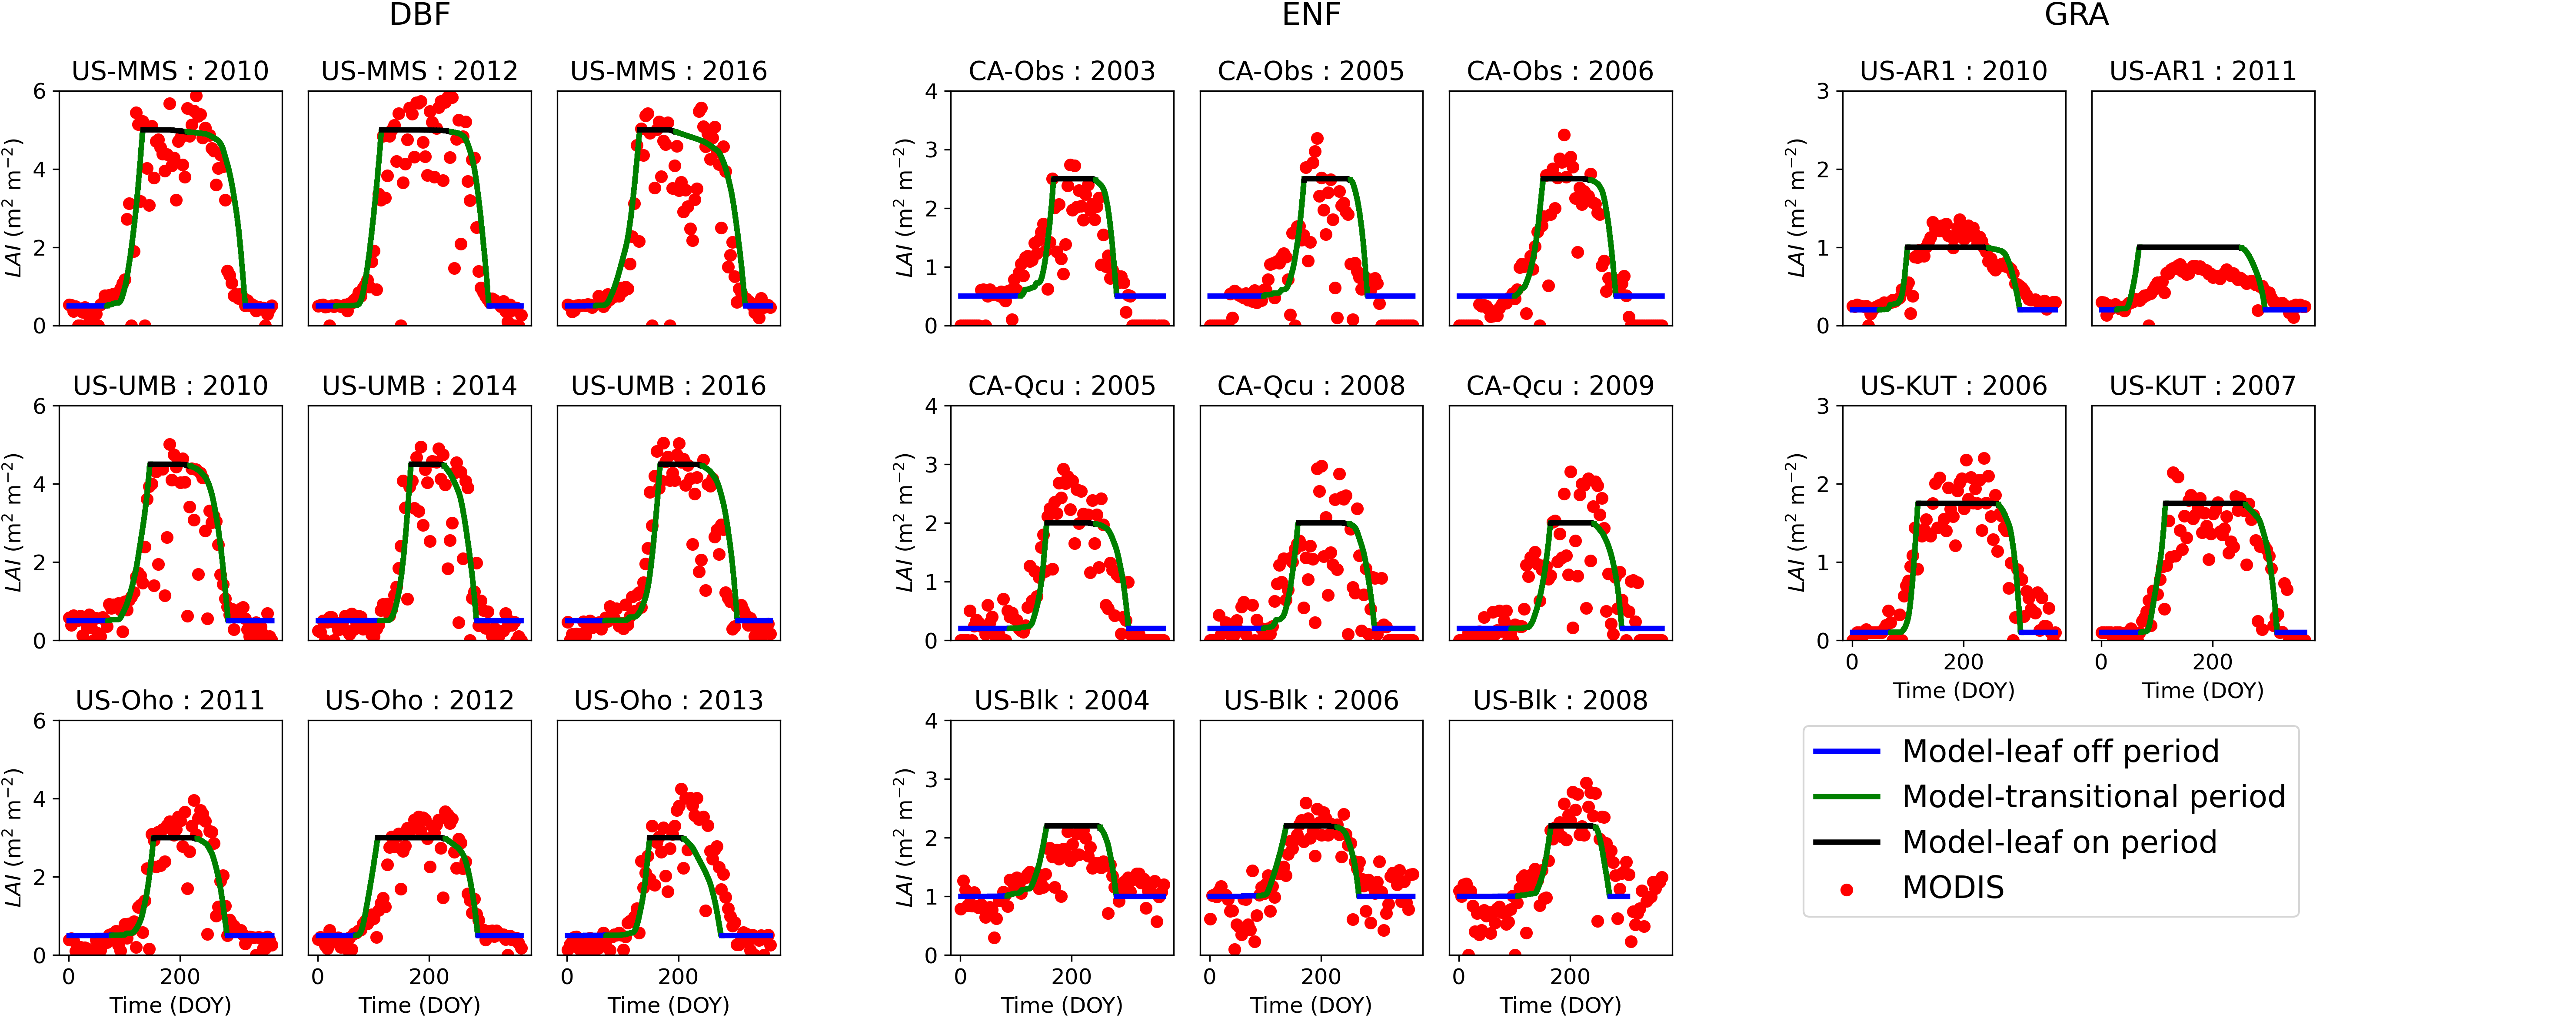 DBF ENF GRA
US-MMS : 2010 US-MMS : 2012 US-MMS : 2016 CA-Obs : 2003 CA-Obs : 2005 CA-Obs : 2006 US-AR1 : 2010 US-AR1 : 2011
6 4 2 0
LAI (m² m⁻²)
4 3 2 1 0
LAI (m² m⁻²)
3 2 1 0
LAI (m² m⁻²)
US-UMB : 2010 US-UMB : 2014 US-UMB : 2016 CA-Qcu : 2005 CA-Qcu : 2008 CA-Qcu : 2009 US-KUT : 2006 US-KUT : 2007
6 4 2 0
LAI (m² m⁻²)
4 3 2 1 0
LAI (m² m⁻²)
3 2 1 0
LAI (m² m⁻²)
0 200 0 200
Time (DOY) Time (DOY)
US-Oho : 2011 US-Oho : 2012 US-Oho : 2013 US-Blk : 2004 US-Blk : 2006 US-Blk : 2008
6 4 2 0
LAI (m² m⁻²)
4 3 2 1 0
LAI (m² m⁻²)
0 200 0 200 0 200 0 200 0 200 0 200
Time (DOY) Time (DOY) Time (DOY) Time (DOY) Time (DOY) Time (DOY)
Model-leaf off period
Model-transitional period
Model-leaf on period
MODIS